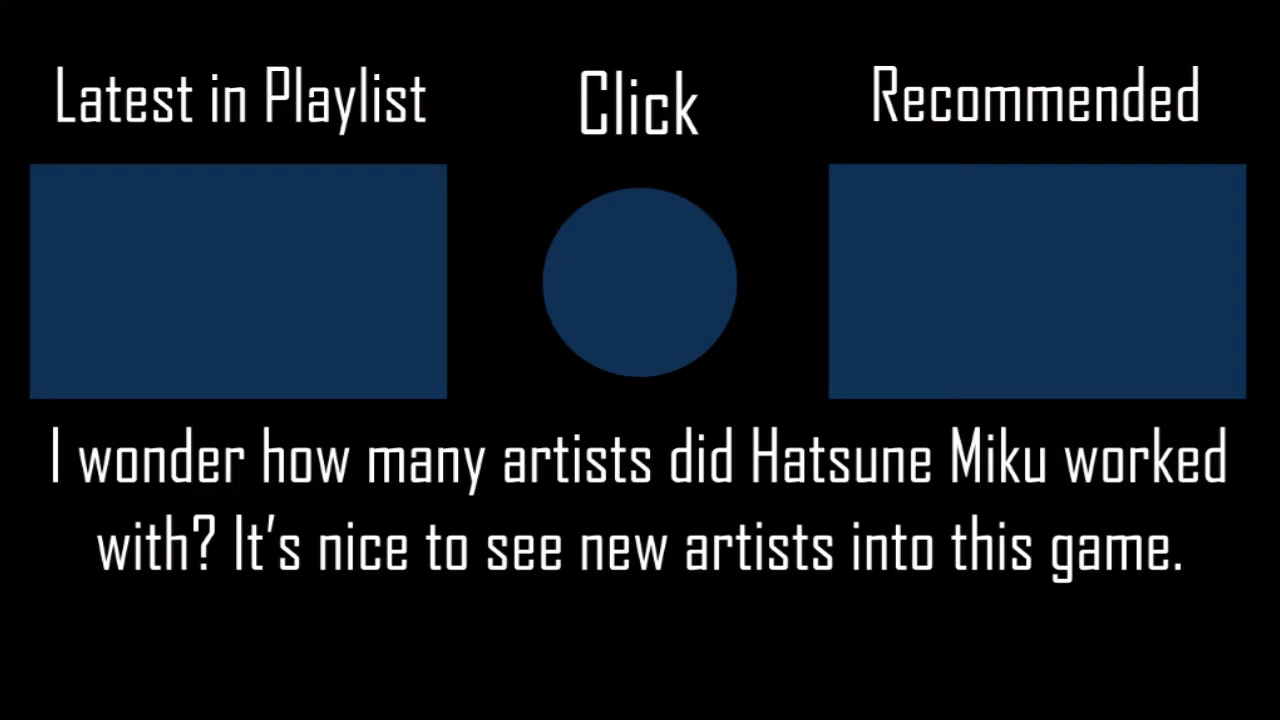 Latest in Playlist
Click
Recommended
I wonder how many artists did Hatsune Miku worked
with? It's nice to see new artists into this game.